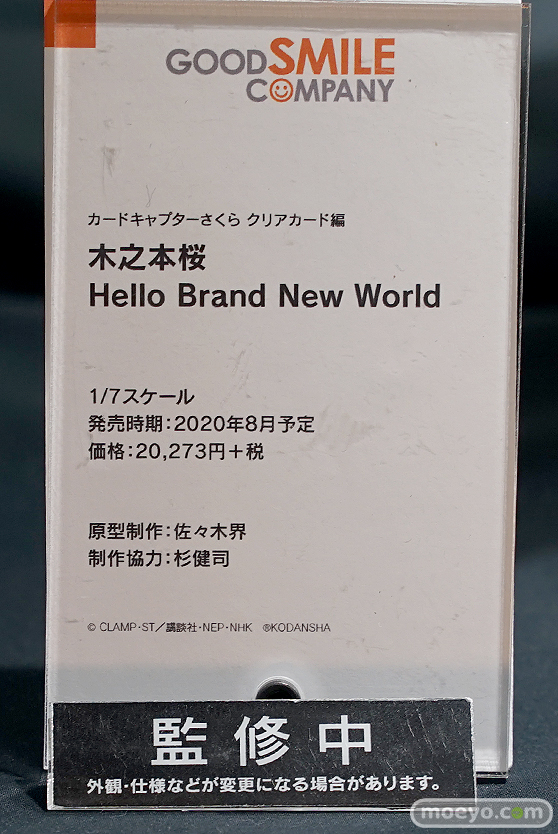 GOODSMILE
COMPANY
カードキャプターさくら クリアカード編
木之本桜
Hello Brand New World
1/7スケール
発売時期:2020年8月予定
価格:20,273円+税
原型制作:佐々木界
制作協力:杉健司
© CLAMP・ST/講談社・NEP・NHK ®KODANSHA
監修中
外観・仕様などが変更になる場合があります。
moeyo.com